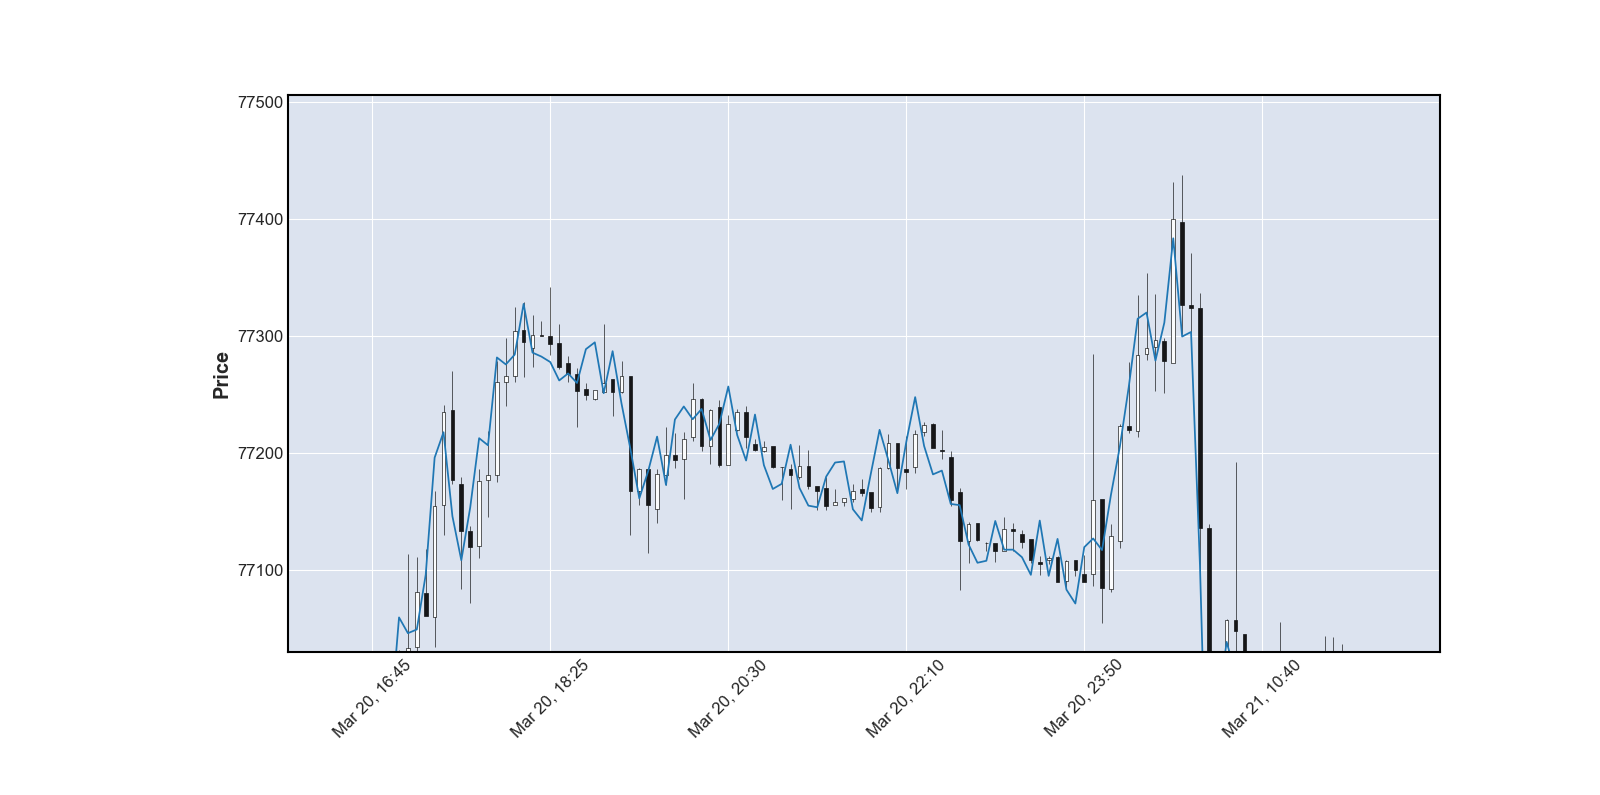 77500
77400
77300
77200
77100
Price
Mar 20, 16:45
Mar 20, 18:25
Mar 20, 20:30
Mar 20, 22:10
Mar 20, 23:50
Mar 21, 10:40